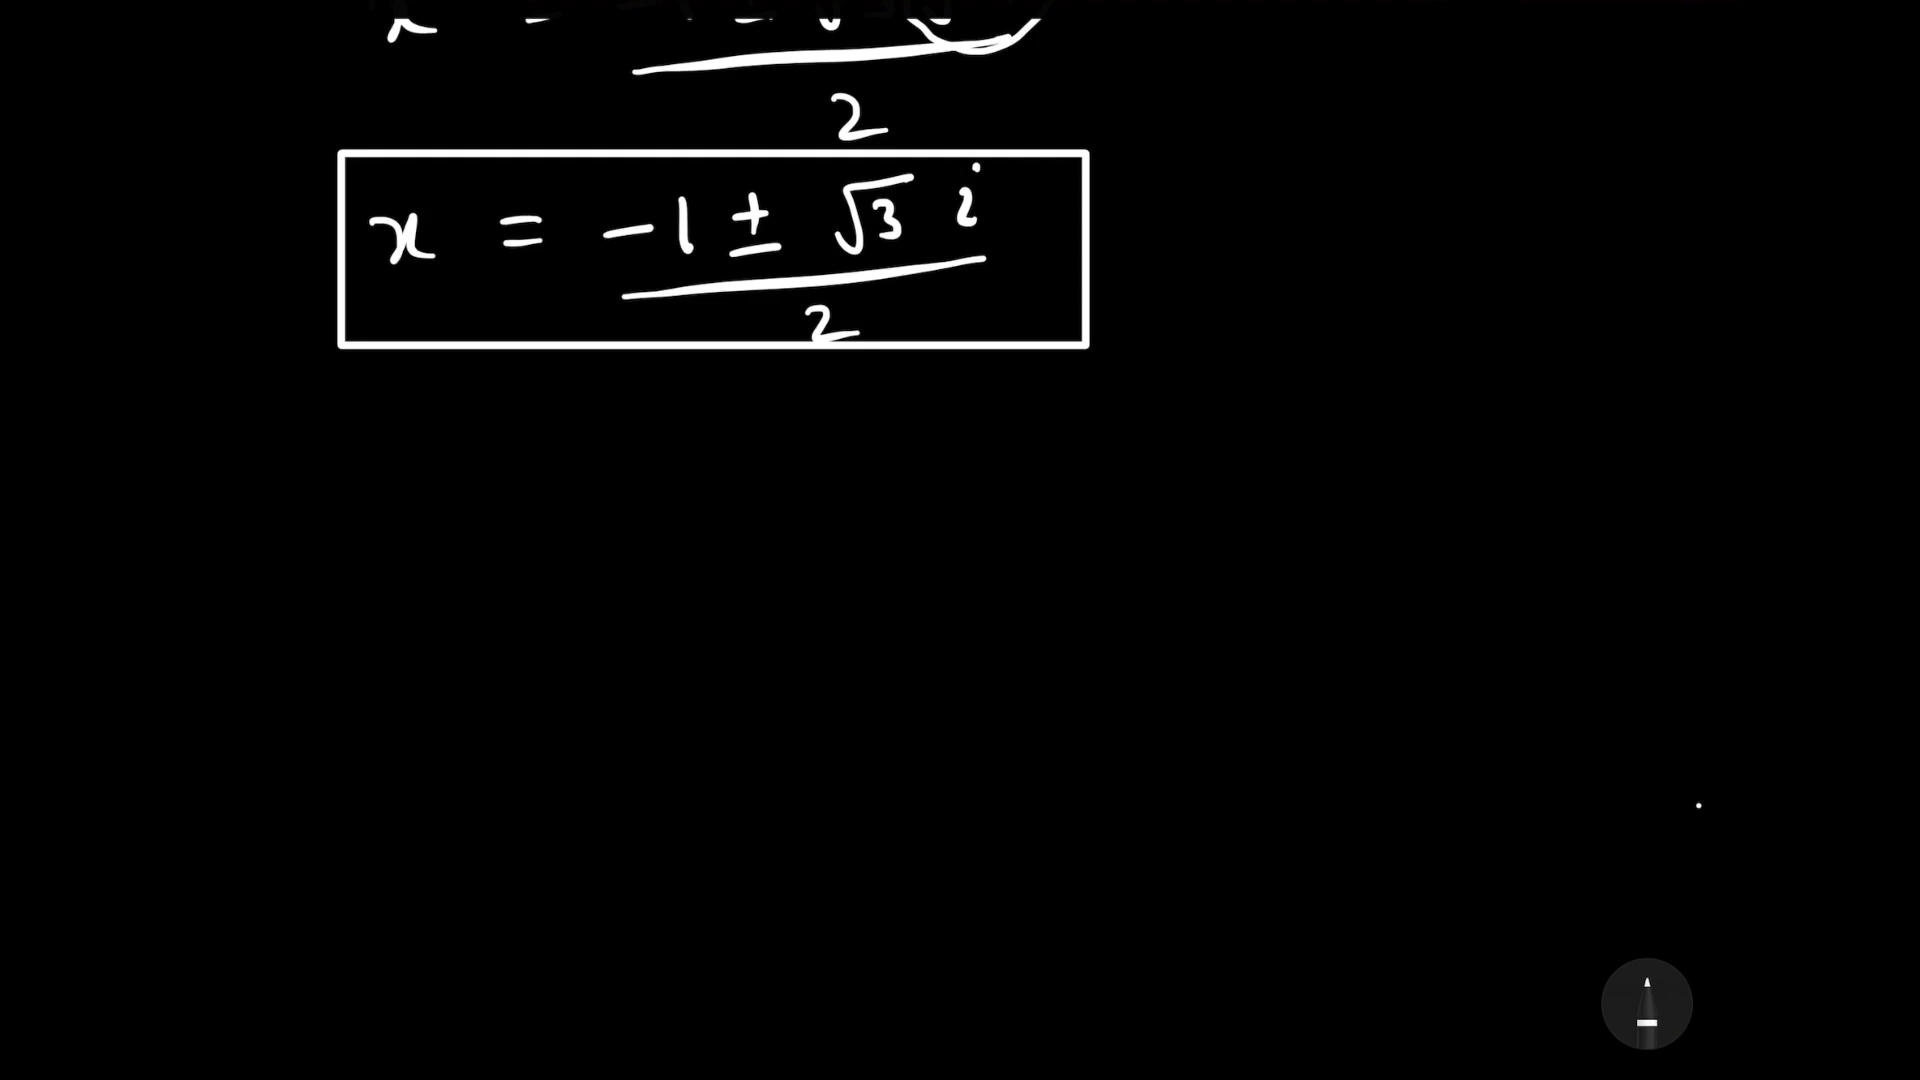 2
x = -1 ± √3 i
2